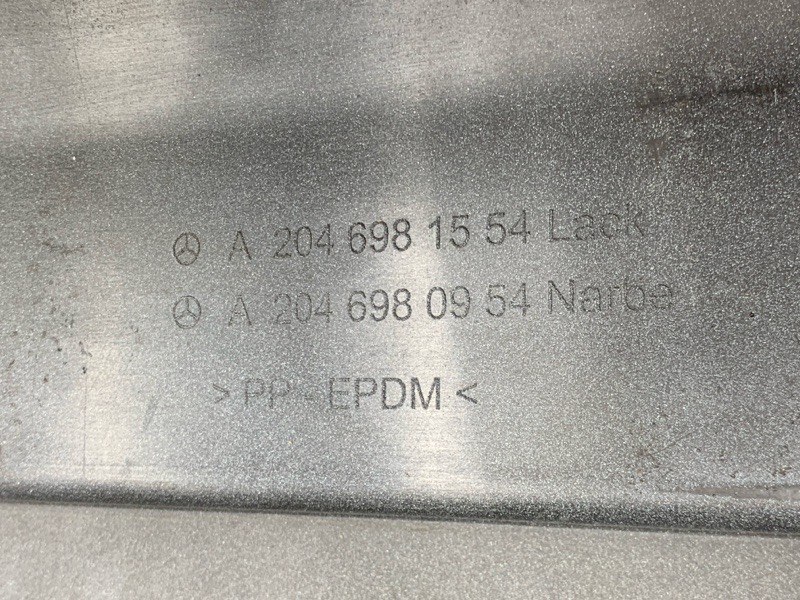 A 204 698 15 54 Lack
A 204 698 09 54 Narbe
> PP - EPDM <